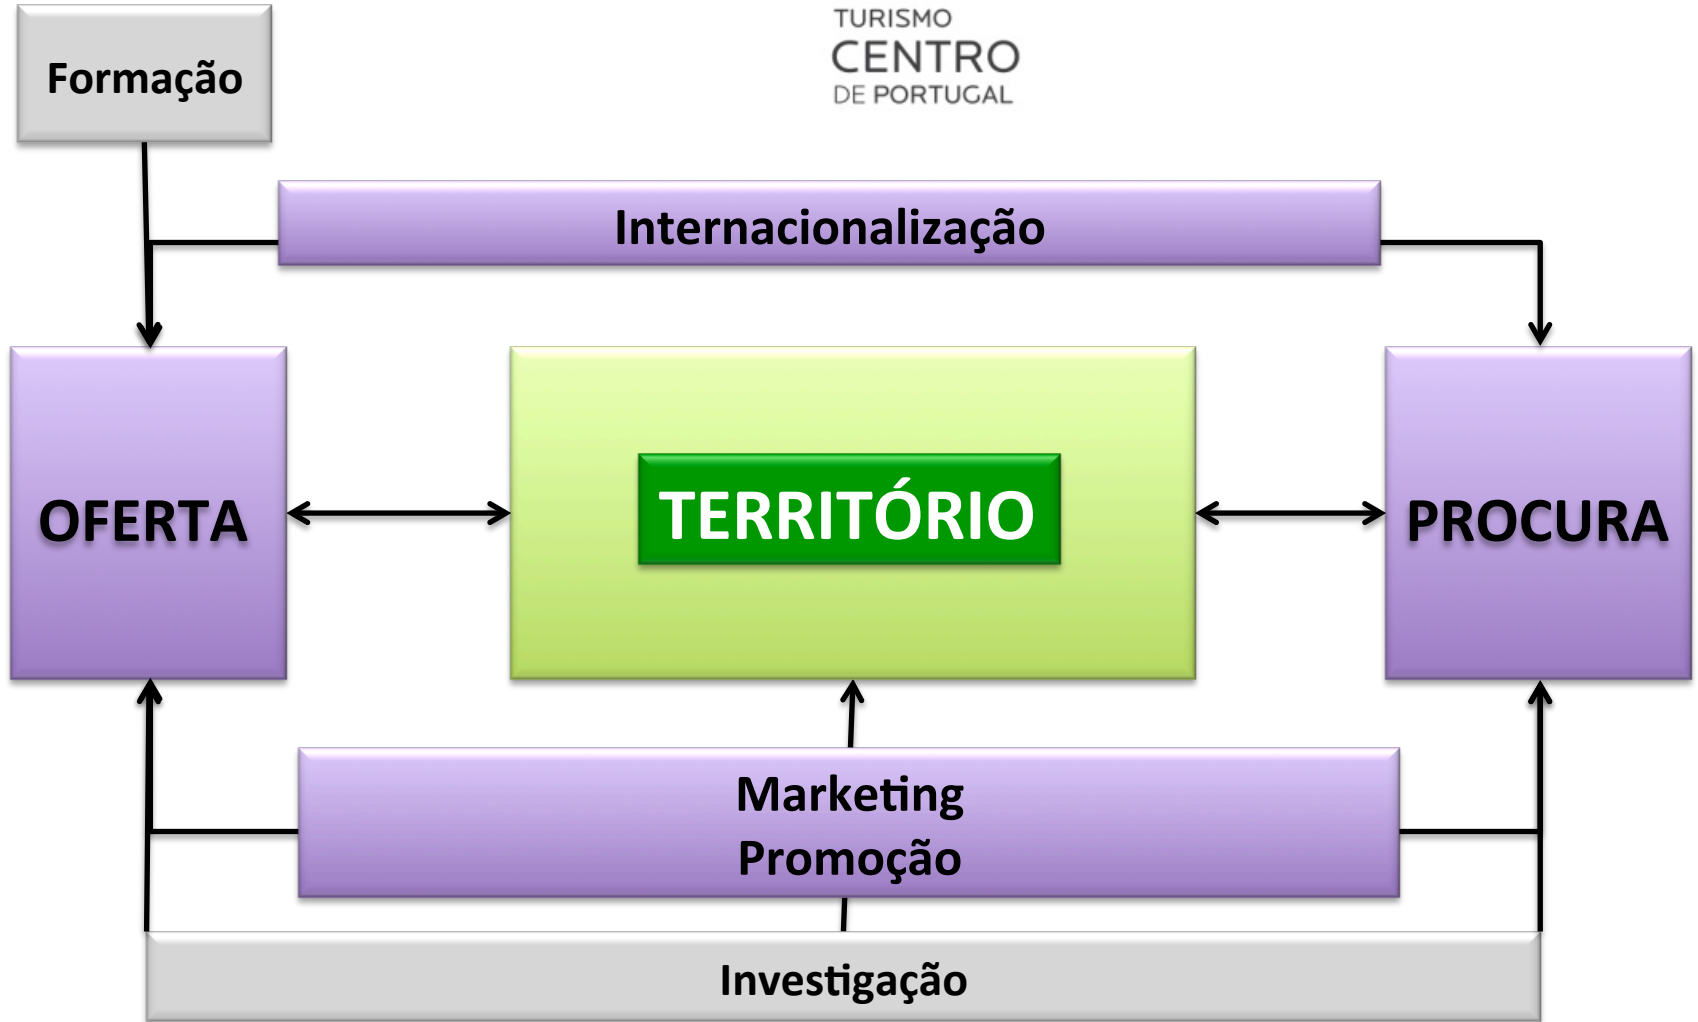 TURISMO
CENTRO
DE PORTUGAL
Formação
Internacionalização
OFERTA
TERRITÓRIO
PROCURA
Marketing
Promoção
Investigação